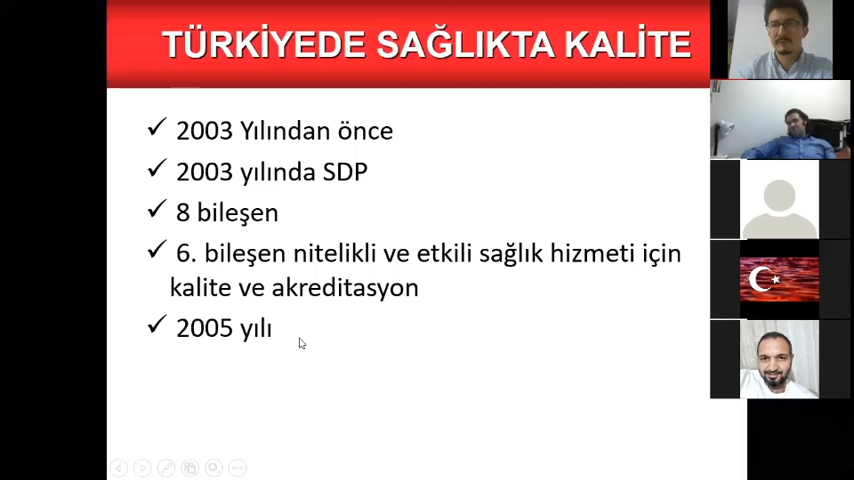 TÜRKİYEDE SAĞLIKTA KALİTE
✓ 2003 Yılından önce
✓ 2003 yılında SDP
✓ 8 bileşen
✓ 6. bileşen nitelikli ve etkili sağlık hizmeti için
kalite ve akreditasyon
✓ 2005 yılı